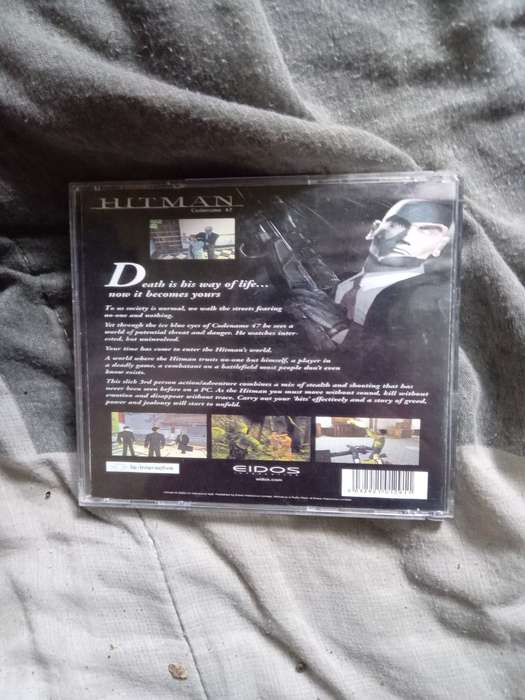 HITMAN
Codename 47
Death is his way of life...
now it becomes yours
To us society is normal, we walk the streets fearing
no-one and nothing.
Yet through the ice blue eyes of Codename 47 he sees a
world of potential threat and danger. He watches inter-
ested, but uninvolved.
Your time has come to enter the Hitman's world.
A world where the Hitman trusts no-one but himself, a player in
a deadly game, a combatant on a battlefield most people don't even
know exists.
This slick 3rd person action/adventure combines a mix of stealth and shooting that has
never been seen before on a PC. As the Hitman you must move without sound, kill without
emotion and disappear without trace. Carry out your 'hits' effectively and a story of greed,
power and jealousy will start to unfold.
io-interactive
EIDOS
eidos.com